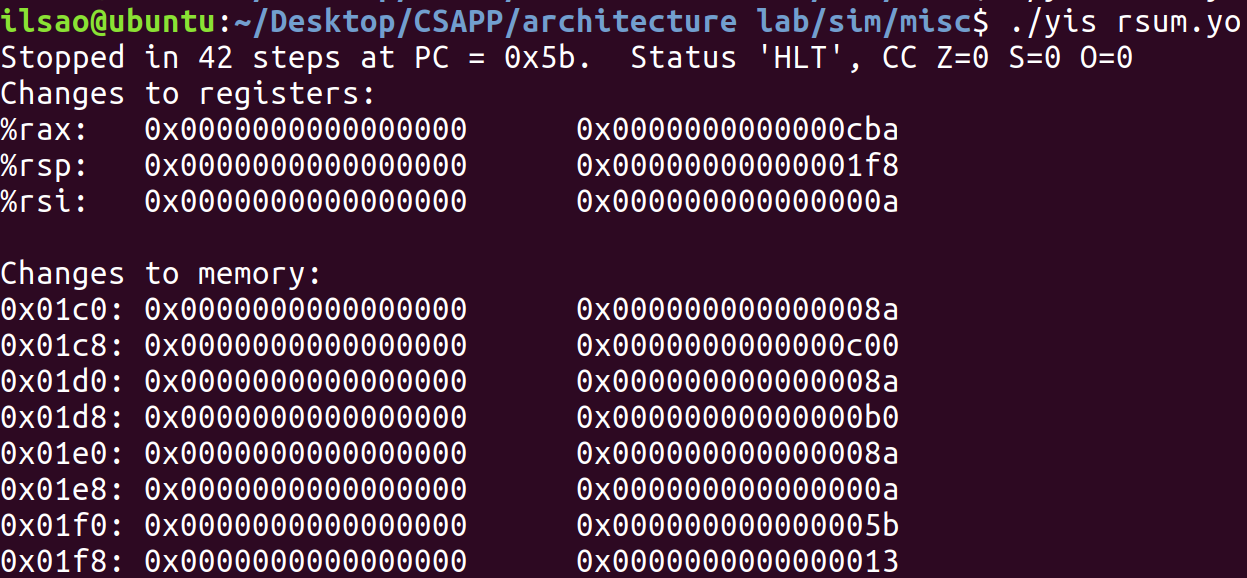 ilsao@ubuntu:~/Desktop/CSAPP/architecture lab/sim/misc$ ./yis rsum.yo
Stopped in 42 steps at PC = 0x5b.  Status 'HLT', CC Z=0 S=0 O=0
Changes to registers:
%rax:   0x0000000000000000      0x0000000000000cba
%rsp:   0x0000000000000000      0x00000000000001f8
%rsi:   0x0000000000000000      0x000000000000000a

Changes to memory:
0x01c0: 0x0000000000000000      0x000000000000008a
0x01c8: 0x0000000000000000      0x0000000000000c00
0x01d0: 0x0000000000000000      0x000000000000008a
0x01d8: 0x0000000000000000      0x00000000000000b0
0x01e0: 0x0000000000000000      0x000000000000008a
0x01e8: 0x0000000000000000      0x000000000000000a
0x01f0: 0x0000000000000000      0x000000000000005b
0x01f8: 0x0000000000000000      0x0000000000000013